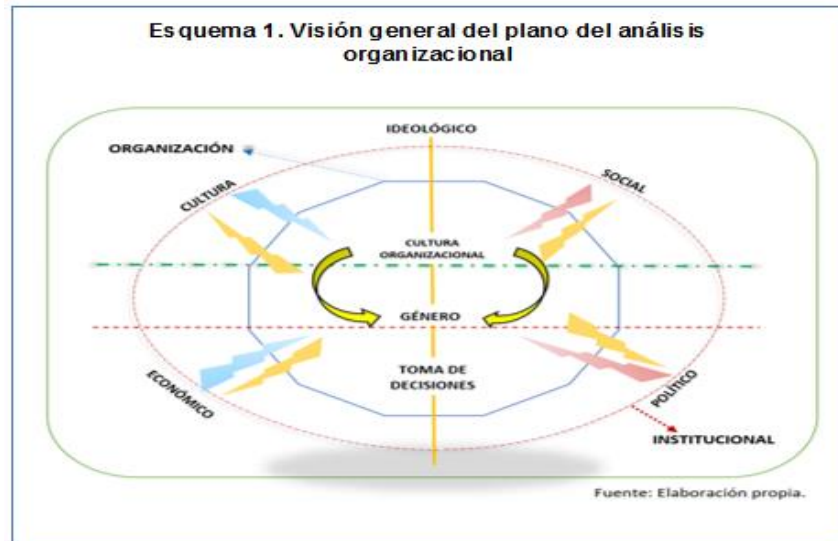 Esquema 1. Visión general del plano del análisis
organizacional
IDEOLÓGICO
ORGANIZACIÓN
CULTURA
SOCIAL
CULTURA
ORGANIZACIONAL
GÉNERO
TOMA DE
DECISIONES
ECONÓMICO
POLÍTICO
INSTITUCIONAL
Fuente: Elaboración propia.